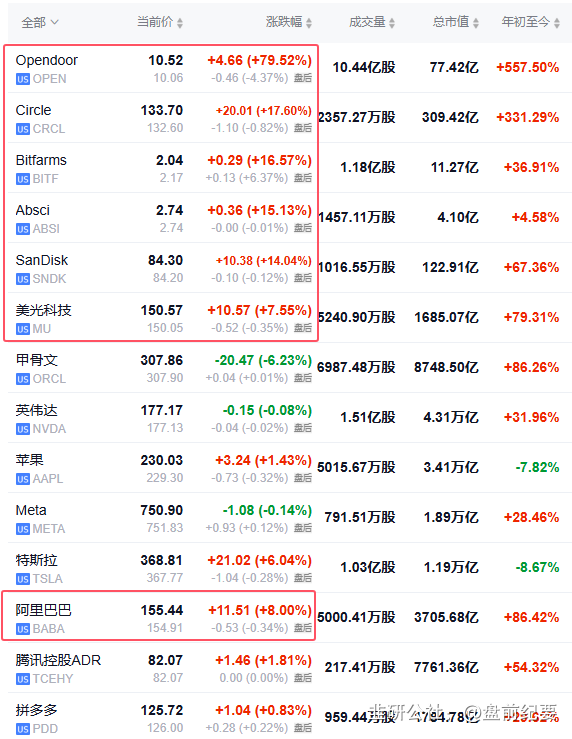 全部 当前价 涨跌幅 成交量 总市值 年初至今
Opendoor 10.52 +4.66 (+79.52%) 10.44亿股 77.42亿 +557.50%
US OPEN 10.06 -0.46 (-4.37%) 盘后
Circle 133.70 +20.01 (+17.60%) 2357.27万股 309.42亿 +331.29%
US CRCL 132.60 -1.10 (-0.82%) 盘后
Bitfarms 2.04 +0.29 (+16.57%) 1.18亿股 11.27亿 +36.91%
US BITF 2.17 +0.13 (+6.37%) 盘后
Absci 2.74 +0.36 (+15.13%) 1457.11万股 4.10亿 +4.58%
US ABSI 2.74 -0.00 (-0.01%) 盘后
SanDisk 84.30 +10.38 (+14.04%) 1016.55万股 122.91亿 +67.36%
US SNDK 84.20 -0.10 (-0.12%) 盘后
美光科技 150.57 +10.57 (+7.55%) 5240.90万股 1685.07亿 +79.31%
US MU 150.05 -0.52 (-0.35%) 盘后
甲骨文 307.86 -20.47 (-6.23%) 6987.48万股 8748.50亿 +86.26%
US ORCL 307.90 +0.04 (+0.01%) 盘后
英伟达 177.17 -0.15 (-0.08%) 1.51亿股 4.31万亿 +31.96%
US NVDA 177.13 -0.04 (-0.02%) 盘后
苹果 230.03 +3.24 (+1.43%) 5015.67万股 3.41万亿 -7.82%
US AAPL 229.30 -0.73 (-0.32%) 盘后
Meta 750.90 -1.08 (-0.14%) 791.51万股 1.89万亿 +28.46%
US META 751.83 +0.93 (+0.12%) 盘后
特斯拉 368.81 +21.02 (+6.04%) 1.03亿股 1.19万亿 -8.67%
US TSLA 367.77 -1.04 (-0.28%) 盘后
阿里巴巴 155.44 +11.51 (+8.00%) 5000.41万股 3705.68亿 +86.42%
US BABA 154.91 -0.53 (-0.34%) 盘后
腾讯控股ADR 82.07 +1.46 (+1.81%) 217.41万股 7761.36亿 +54.32%
US TCEHY 82.07 0.00 (0.00%) 盘后
拼多多 125.72 +1.04 (+0.83%) 959.44万股
US PDD 126.00 +0.28 (+0.22%) 盘后
韭研公社 @盘前纪要